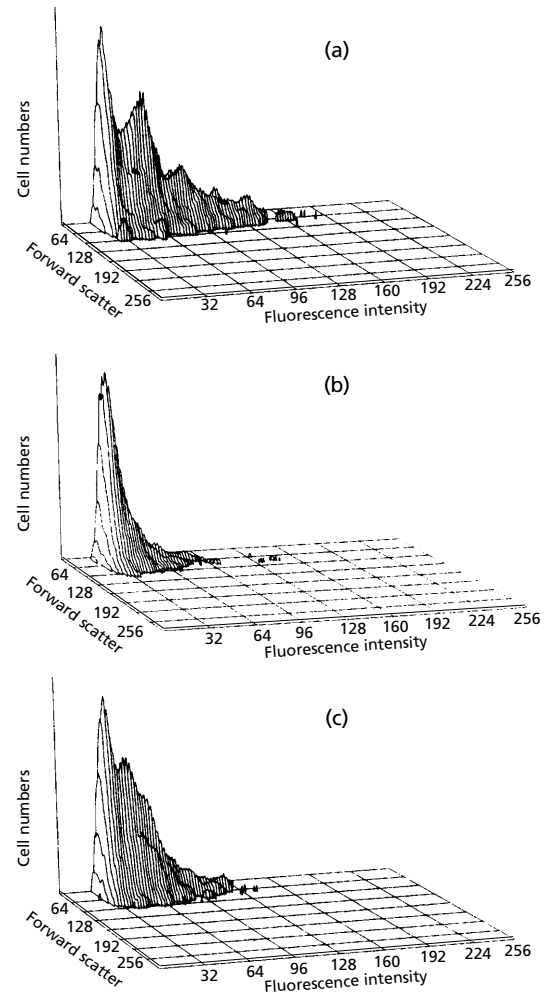 (a)
Cell numbers
64
128
192
256
Forward scatter
32 64 96 128 160 192 224 256
Fluorescence intensity
(b)
Cell numbers
64
128
192
256
Forward scatter
32 64 96 128 160 192 224 256
Fluorescence intensity
(c)
Cell numbers
64
128
192
256
Forward scatter
32 64 96 128 160 192 224 256
Fluorescence intensity